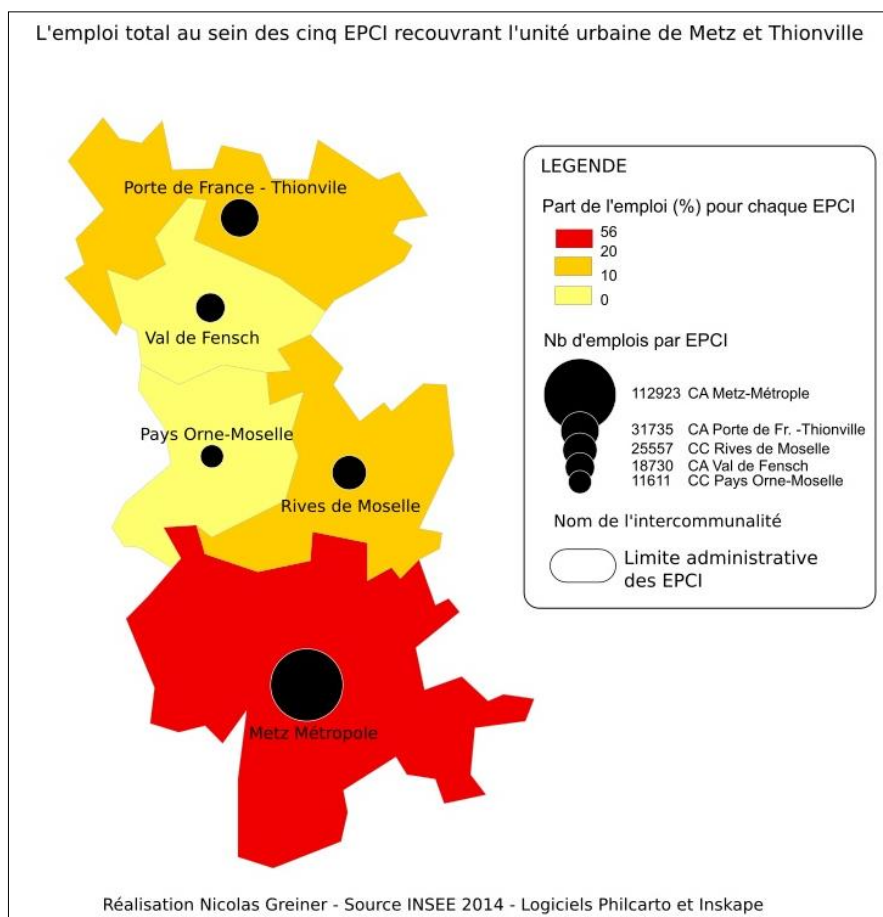 L'emploi total au sein des cinq EPCI recouvrant l'unité urbaine de Metz et Thionville
Porte de France - Thionvile
Val de Fensch
Pays Orne-Moselle
Rives de Moselle
Metz Métropole
LEGENDE
Part de l'emploi (%) pour chaque EPCI
56
20
10
0
Nb d'emplois par EPCI
112923 CA Metz-Métrople
31735 CA Porte de Fr. -Thionville
25557 CC Rives de Moselle
18730 CA Val de Fensch
11611 CC Pays Orne-Moselle
Nom de l'intercommunalité
Limite administrative
des EPCI
Réalisation Nicolas Greiner - Source INSEE 2014 - Logiciels Philcarto et Inskape